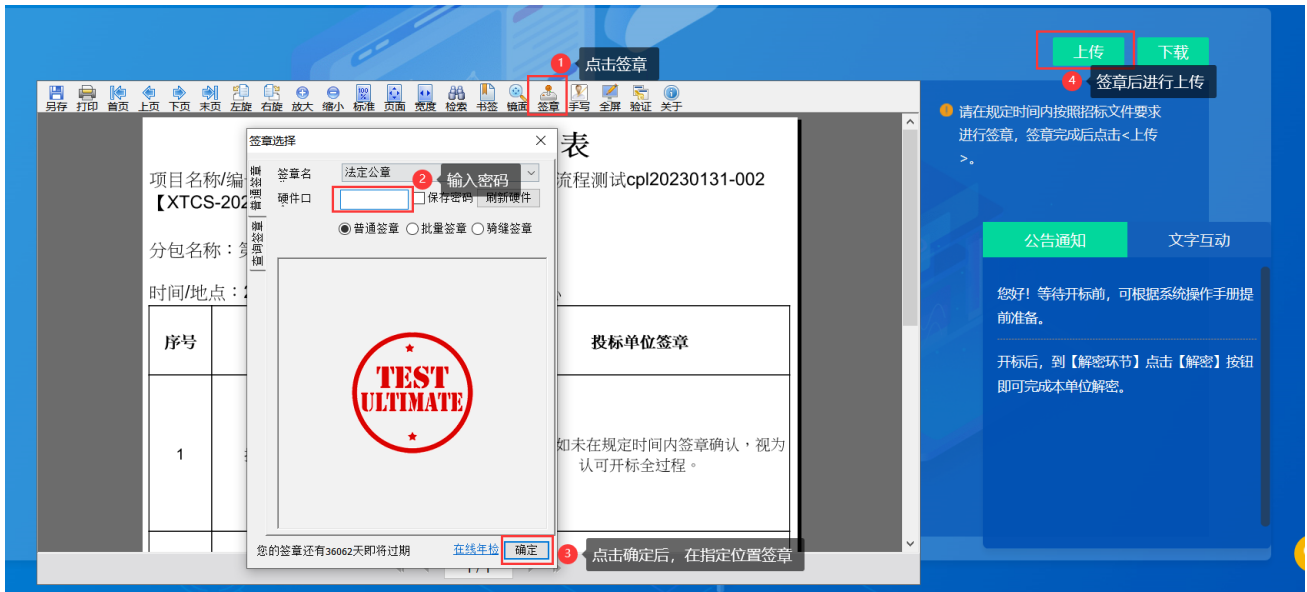 上传
下载
1 点击签章
4 签章后进行上传
另存 打印 首页 上页 下页 末页 左旋 右旋 放大 缩小 标准 页面 宽度 检索 书签 镜面 签章 手写 全屏 验证 关于
请在规定时间内按照招标文件要求
进行签章，签章完成后点击<上传
>。
表
项目名称/编
流程测试cpl20230131-002
【XTCS-202
分包名称：第
时间/地点：2
序号
投标单位签章
1
如未在规定时间内签章确认，视为
认可开标全过程。
签章选择
签章名
法定公章
2 输入密码
硬件口
保存密码
刷新硬件
普通签章 批量签章 骑缝签章
TEST
ULTIMATE
您的签章还有36062天即将过期
在线年检
确定
3 点击确定后，在指定位置签章
1/1
公告通知
文字互动
您好！等待开标前，可根据系统操作手册提
前准备。
开标后，到【解密环节】点击【解密】按钮
即可完成本单位解密。